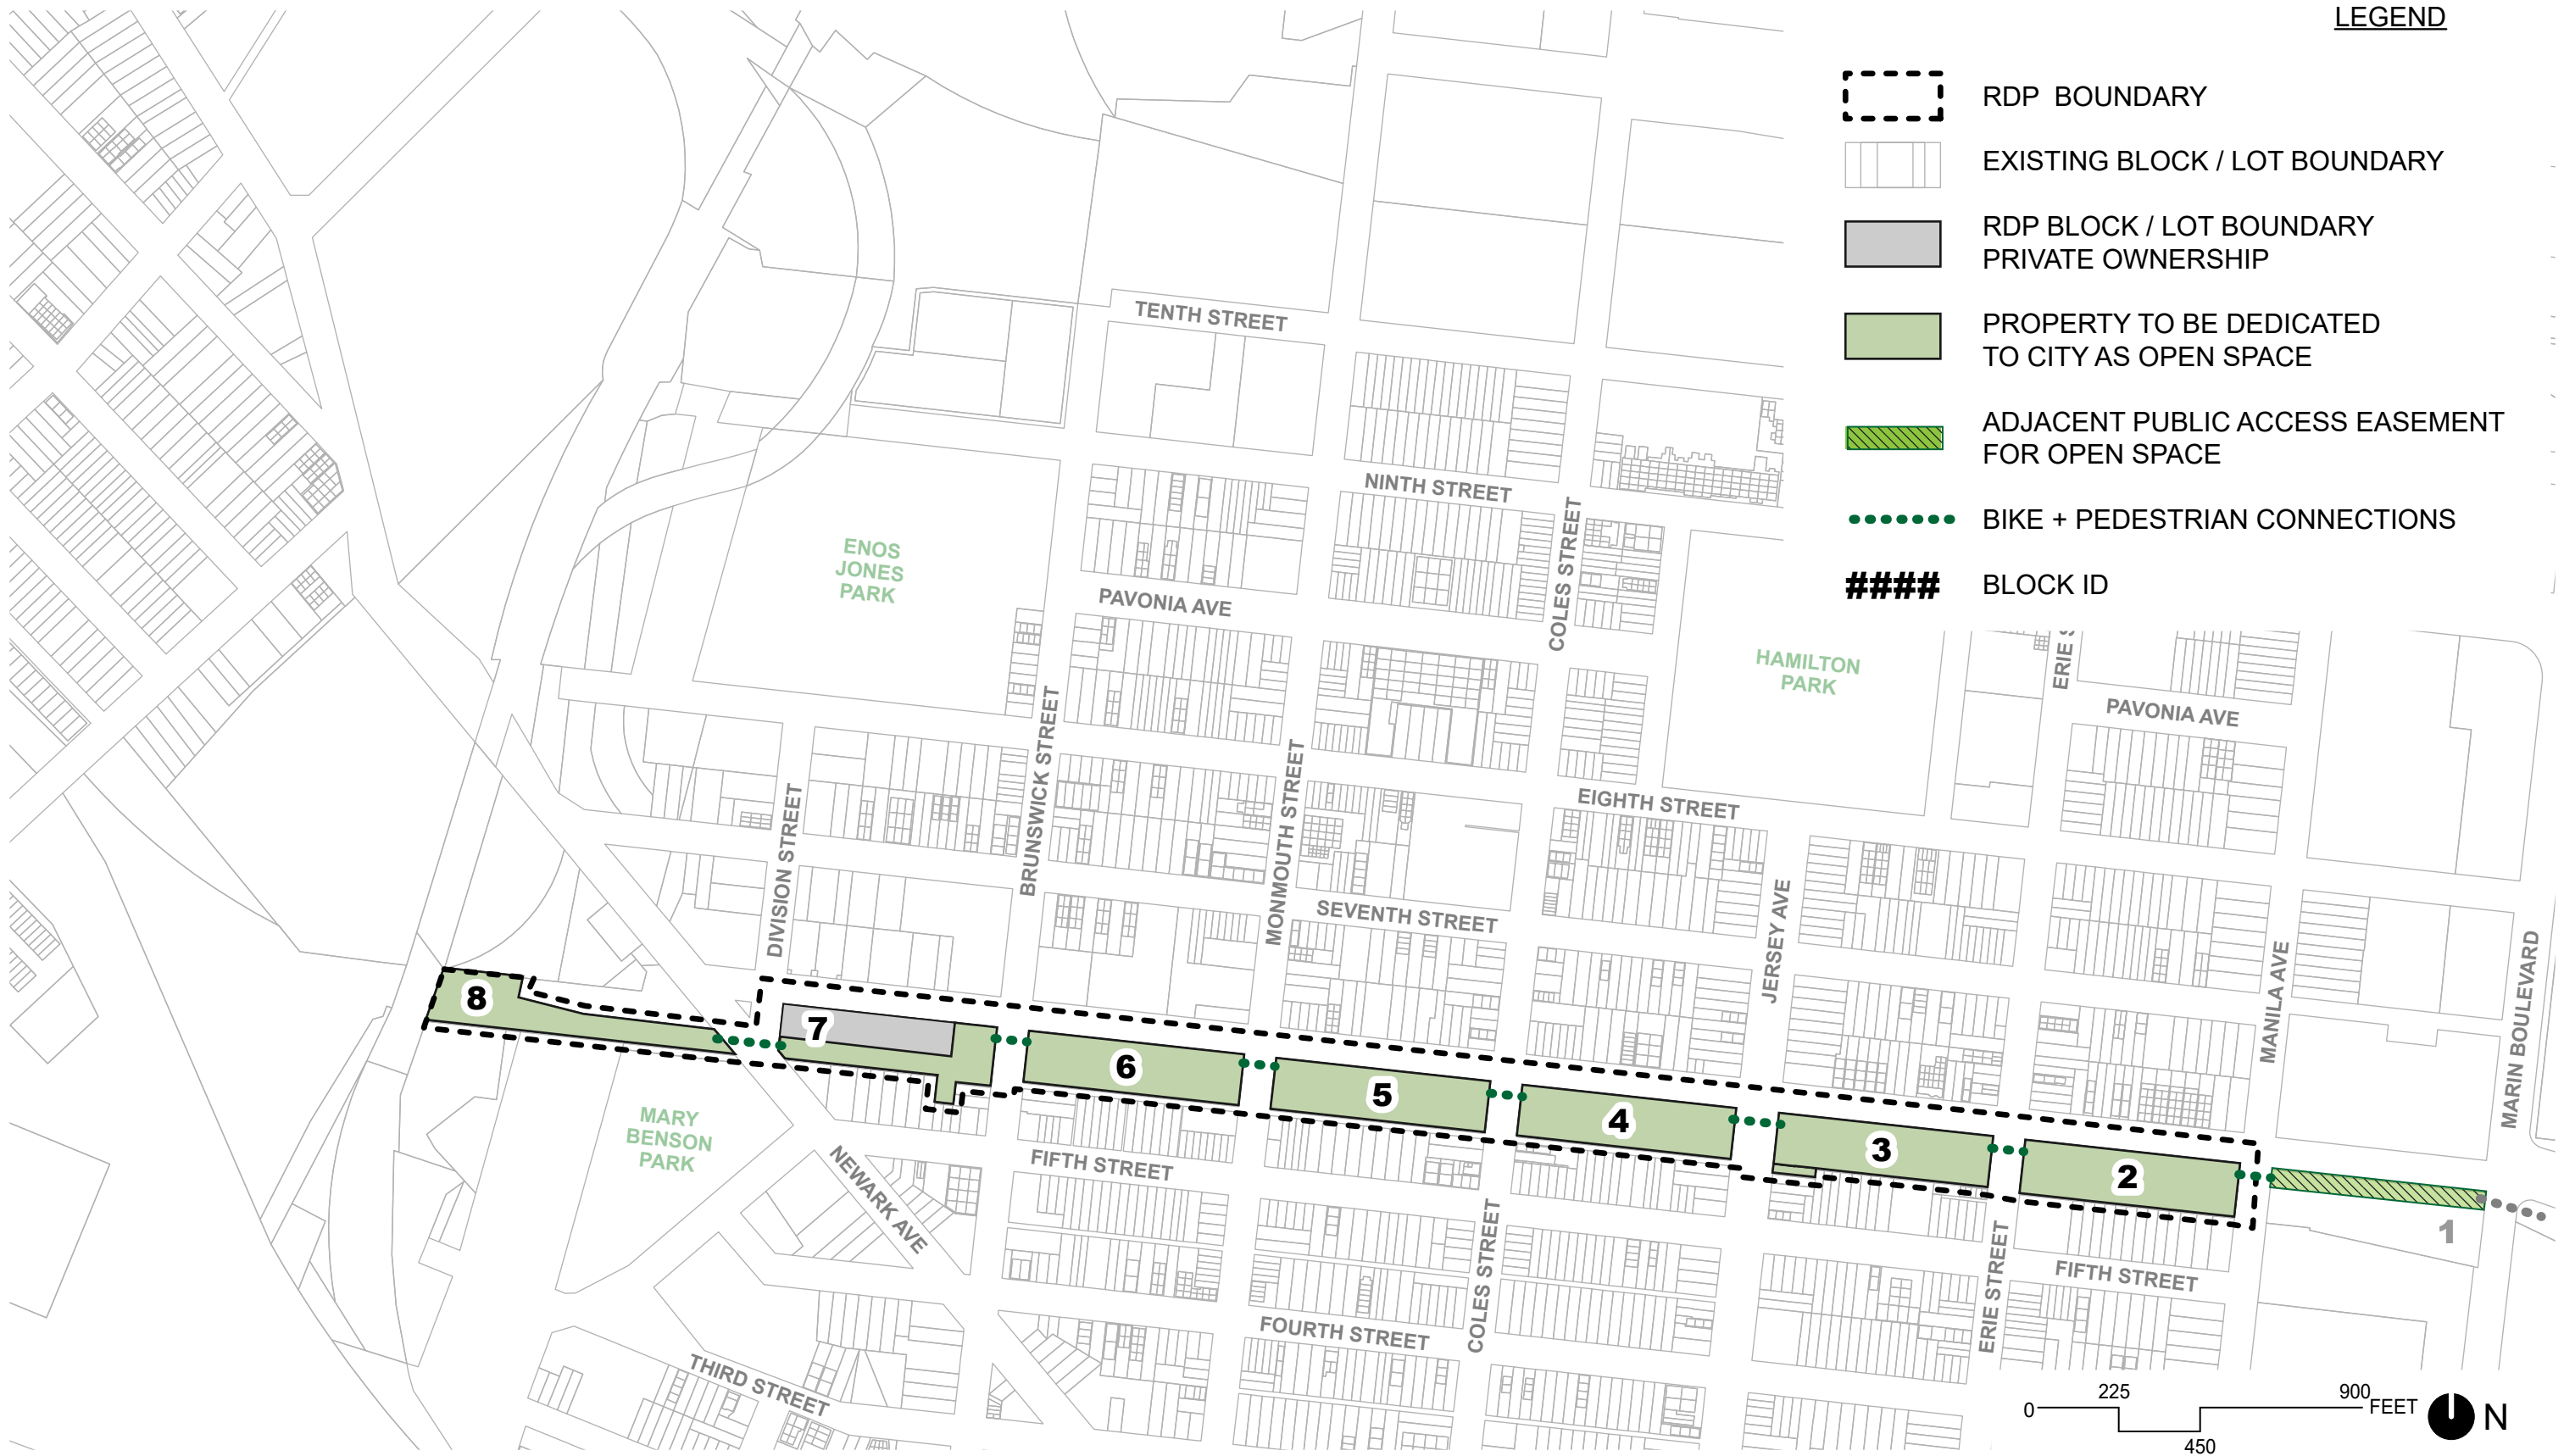 LEGEND
RDP BOUNDARY
EXISTING BLOCK / LOT BOUNDARY
RDP BLOCK / LOT BOUNDARY
PRIVATE OWNERSHIP
PROPERTY TO BE DEDICATED
TO CITY AS OPEN SPACE
ADJACENT PUBLIC ACCESS EASEMENT
FOR OPEN SPACE
BIKE + PEDESTRIAN CONNECTIONS
#### BLOCK ID
TENTH STREET
NINTH STREET
COLES STREET
ENOS
JONES
PARK
PAVONIA AVE
HAMILTON
PARK
ERIE S
PAVONIA AVE
BRUNSWICK STREET
MONMOUTH STREET
DIVISION STREET
EIGHTH STREET
SEVENTH STREET
JERSEY AVE
MANILA AVE
MARIN BOULEVARD
8
7
6
5
4
3
2
1
MARY
BENSON
PARK
NEWARK AVE
FIFTH STREET
COLES STREET
ERIE STREET
FIFTH STREET
FOURTH STREET
THIRD STREET
0
225
450
900
FEET
N